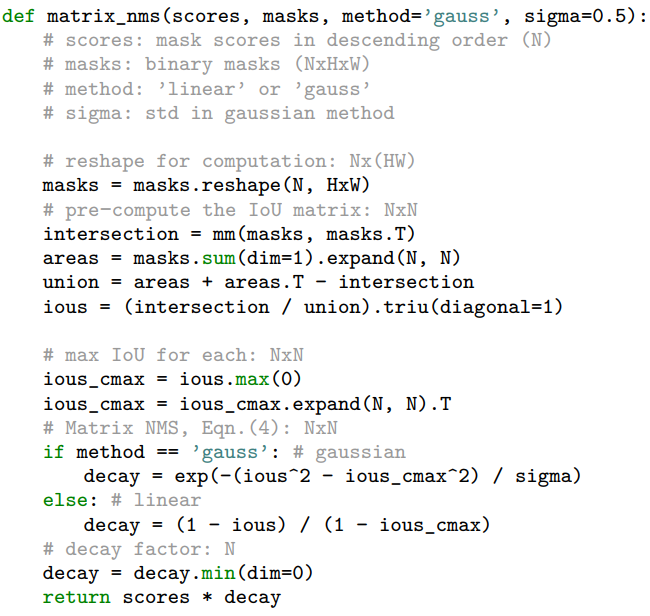 def matrix_nms(scores, masks, method=’gauss’, sigma=0.5):
# scores: mask scores in descending order (N)
# masks: binary masks (NxHxW)
# method: ’linear’ or ’gauss’
# sigma: std in gaussian method
# reshape for computation: Nx(HW)
masks = masks.reshape(N, HxW)
# pre−compute the IoU matrix: NxN
intersection = mm(masks, masks.T)
areas = masks.sum(dim=1).expand(N, N)
union = areas + areas.T - intersection
ious = (intersection / union).triu(diagonal=1)
# max IoU for each: NxN
ious_cmax = ious.max(0)
ious_cmax = ious_cmax.expand(N, N).T
# Matrix NMS, Eqn.(4): NxN
if method == ’gauss’: # gaussian
decay = exp(-(ious^2 - ious_cmax^2) / sigma)
else: # linear
decay = (1 - ious) / (1 - ious_cmax)
# decay factor: N
decay = decay.min(dim=0)
return scores * decay